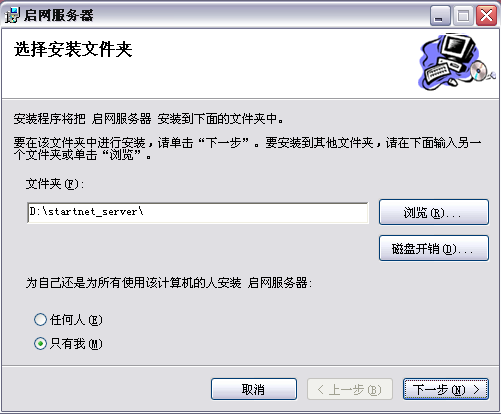 启网服务器
选择安装文件夹
安装程序将把 启网服务器 安装到下面的文件夹中。
要在该文件夹中进行安装，请单击“下一步”。要安装到其他文件夹，请在下面输入另一
个文件夹或单击“浏览”。
文件夹(F):
D:\startnet_server\
浏览(R)...
磁盘开销(D)...
为自己还是为所有使用该计算机的人安装 启网服务器:
任何人(E)
只有我(M)
取消
< 上一步(B)
下一步(N) >